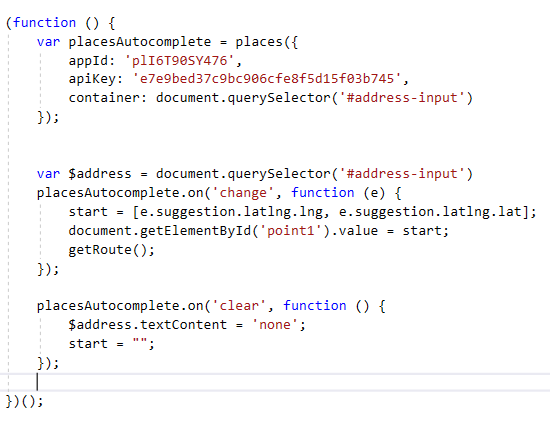 (function () {
var placesAutocomplete = places({
appId: 'plI6T90SY476',
apiKey: 'e7e9bed37c9bc906cfe8f5d15f03b745',
container: document.querySelector('#address-input')
});
var $address = document.querySelector('#address-input')
placesAutocomplete.on('change', function (e) {
start = [e.suggestion.latlng.lng, e.suggestion.latlng.lat];
document.getElementById('point1').value = start;
getRoute();
});
placesAutocomplete.on('clear', function () {
$address.textContent = 'none';
start = "";
});
})();